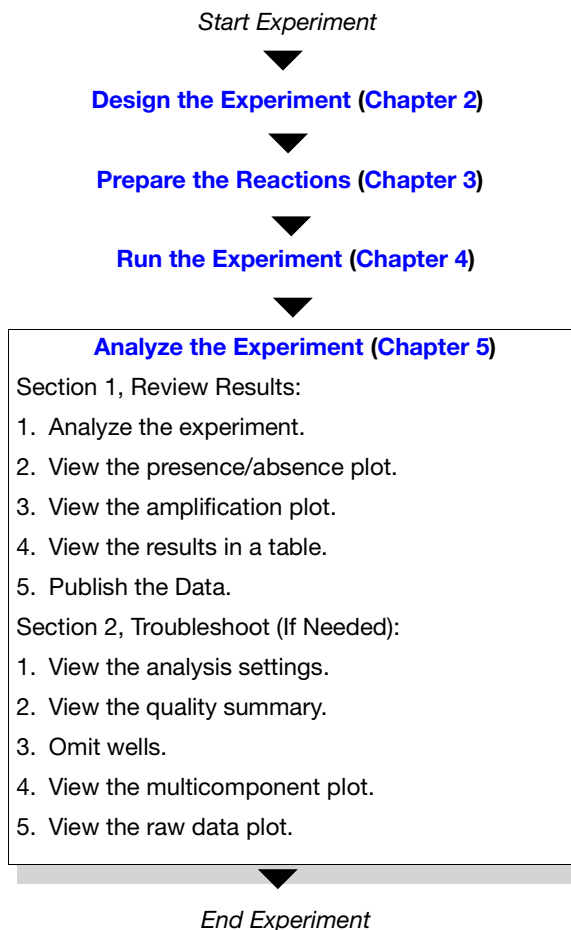 Start Experiment
Design the Experiment (Chapter 2)
Prepare the Reactions (Chapter 3)
Run the Experiment (Chapter 4)
Analyze the Experiment (Chapter 5)
Section 1, Review Results:
1. Analyze the experiment.
2. View the presence/absence plot.
3. View the amplification plot.
4. View the results in a table.
5. Publish the Data.
Section 2, Troubleshoot (If Needed):
1. View the analysis settings.
2. View the quality summary.
3. Omit wells.
4. View the multicomponent plot.
5. View the raw data plot.
End Experiment